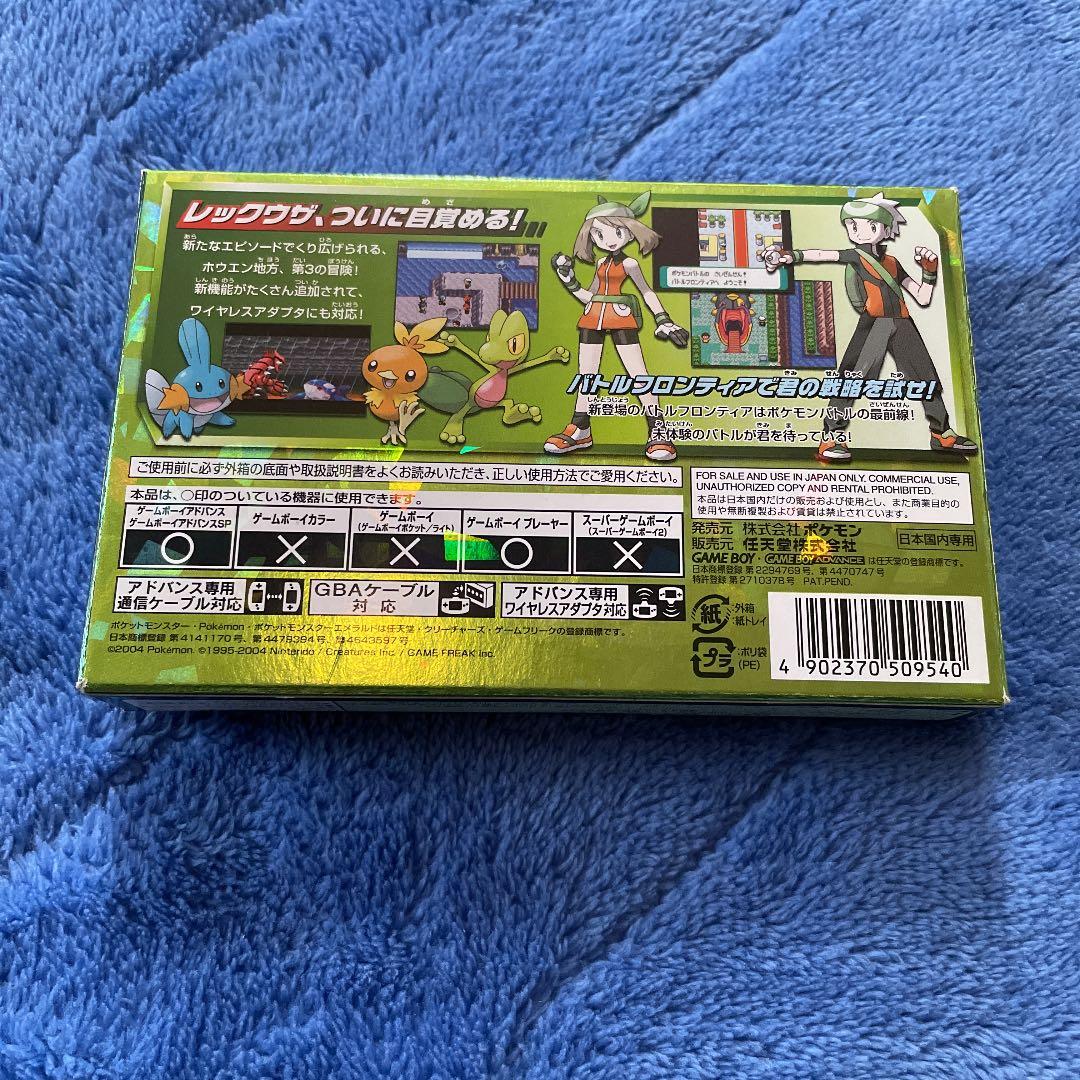 レックウザ、ついに目覚める!
新たなエピソードでくり広げられる、
ホウエン地方、第3の冒険!
新機能がたくさん追加されて、
ワイヤレスアダプタにも対応!
ポケモンバトルの さいぜんせん!
バトルフロンティアへ ようこそ!
バトルフロンティアで君の戦略を試せ!
新登場のバトルフロンティアはポケモンバトルの最前線!
未体験のバトルが君を待っている!
ご使用前に必ず外箱の底面や取扱説明書をよくお読みいただき、正しい使用方法でご愛用ください。
本品は、○印のついている機器に使用できます。
ゲームボーイアドバンス
ゲームボーイアドバンスSP
ゲームボーイカラー
ゲームボーイ
(ゲームボーイポケット/ライト)
ゲームボーイ プレーヤー
スーパーゲームボーイ
(スーパーゲームボーイ2)
○ × × ○ ×
アドバンス専用
通信ケーブル対応
GBAケーブル
対応
アドバンス専用
ワイヤレスアダプタ対応
ポケットモンスター・Pokémon・ポケットモンスターエメラルドは任天堂・クリーチャーズ・ゲームフリークの登録商標です。
日本商標登録 第4141170号、第4478394号、第4643597号
©2004 Pokémon. ©1995-2004 Nintendo / Creatures Inc. / GAME FREAK Inc.
FOR SALE AND USE IN JAPAN ONLY. COMMERCIAL USE,
UNAUTHORIZED COPY AND RENTAL PROHIBITED.
本品は日本国内だけの販売および使用とし、また商業目的の
使用や無断複製および賃貸は禁止されています。
発売元 株式会社ポケモン
販売元 任天堂株式会社
日本国内専用
GAME BOY・GAME BOY ADVANCE は任天堂の登録商標です。
日本商標登録 第2294769号、第4470747号
特許登録 第2710378号 PAT.PEND.
紙
:外箱
:紙トレイ
プラ
:ポリ袋
(PE)
4 902370 509540